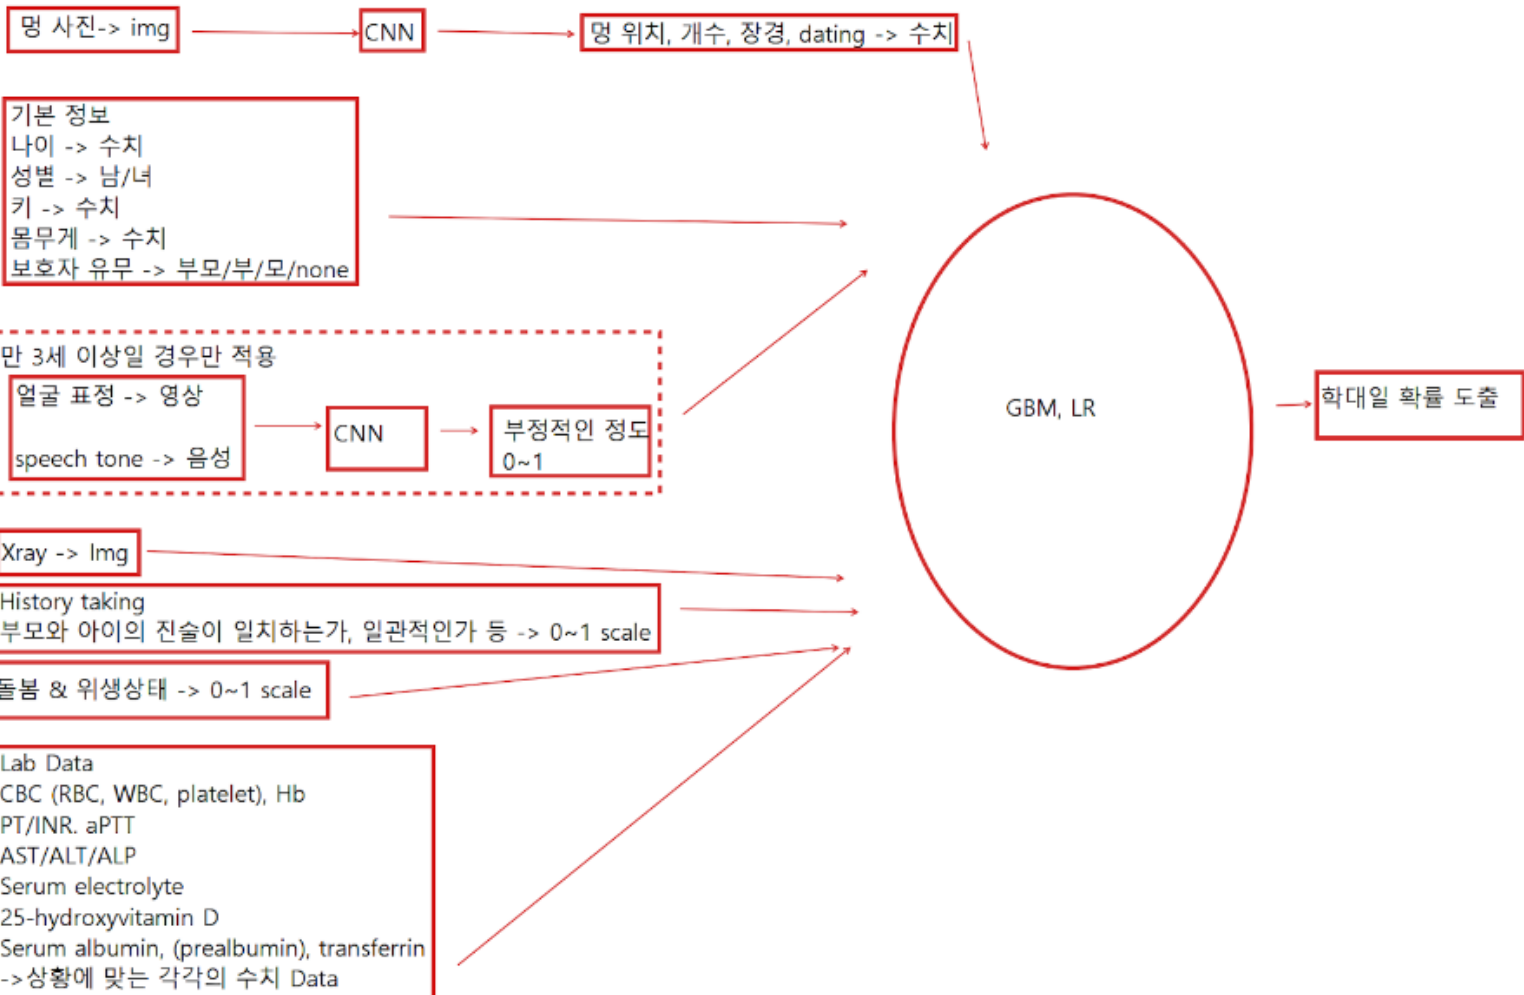 멍 사진-> img
CNN
멍 위치, 개수, 장경, dating -> 수치
기본 정보
나이 -> 수치
성별 -> 남/녀
키 -> 수치
몸무게 -> 수치
보호자 유무 -> 부모/부/모/none
만 3세 이상일 경우만 적용
얼굴 표정 -> 영상
speech tone -> 음성
CNN
부정적인 정도
0~1
GBM, LR
학대일 확률 도출
Xray -> Img
History taking
부모와 아이의 진술이 일치하는가, 일관적인가 등 -> 0~1 scale
돌봄 & 위생상태 -> 0~1 scale
Lab Data
CBC (RBC, WBC, platelet), Hb
PT/INR. aPTT
AST/ALT/ALP
Serum electrolyte
25-hydroxyvitamin D
Serum albumin, (prealbumin), transferrin
->상황에 맞는 각각의 수치 Data